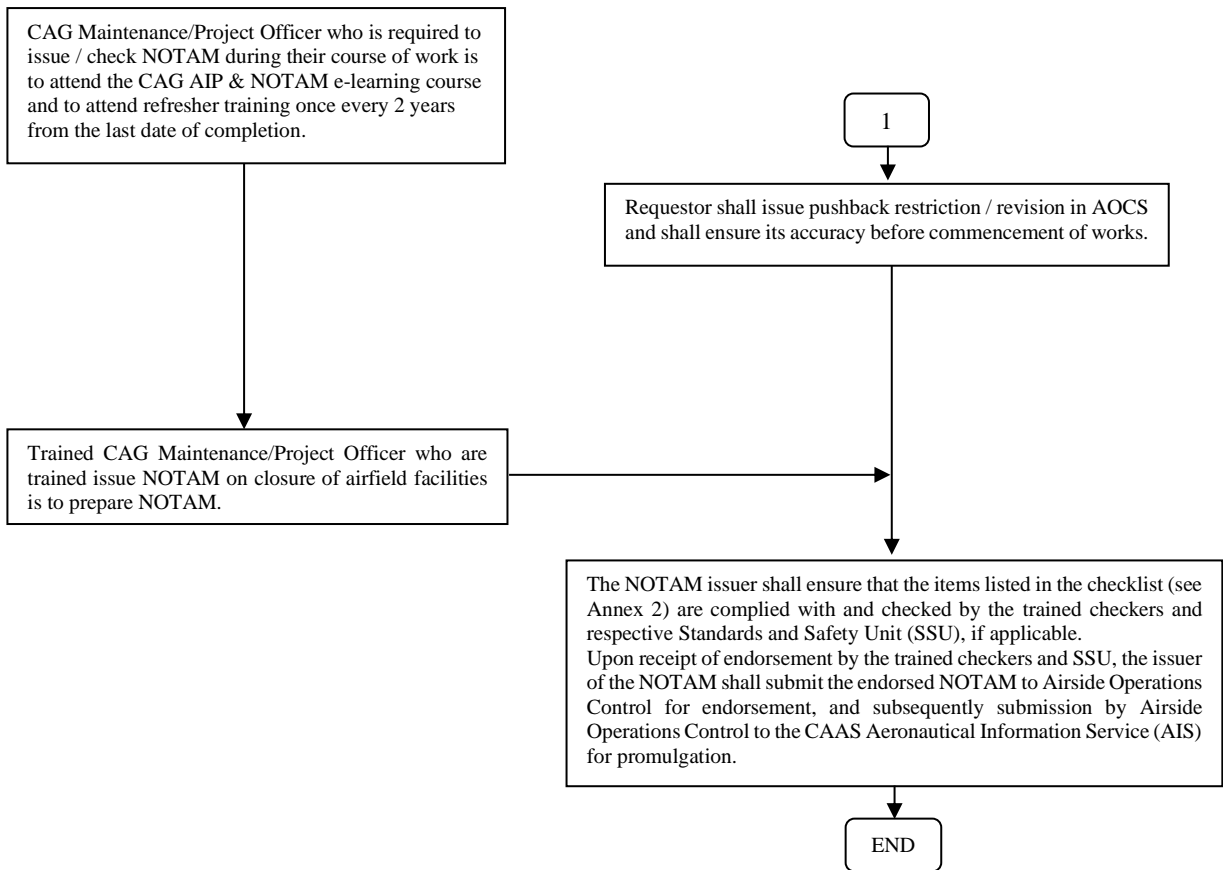 CAG Maintenance/Project Officer who is required to
issue / check NOTAM during their course of work is
to attend the CAG AIP & NOTAM e-learning course
and to attend refresher training once every 2 years
from the last date of completion.
1
Requestor shall issue pushback restriction / revision in AOCS
and shall ensure its accuracy before commencement of works.
Trained CAG Maintenance/Project Officer who are
trained issue NOTAM on closure of airfield facilities
is to prepare NOTAM.
The NOTAM issuer shall ensure that the items listed in the checklist (see
Annex 2) are complied with and checked by the trained checkers and
respective Standards and Safety Unit (SSU), if applicable.
Upon receipt of endorsement by the trained checkers and SSU, the issuer
of the NOTAM shall submit the endorsed NOTAM to Airside Operations
Control for endorsement, and subsequently submission by Airside
Operations Control to the CAAS Aeronautical Information Service (AIS)
for promulgation.
END